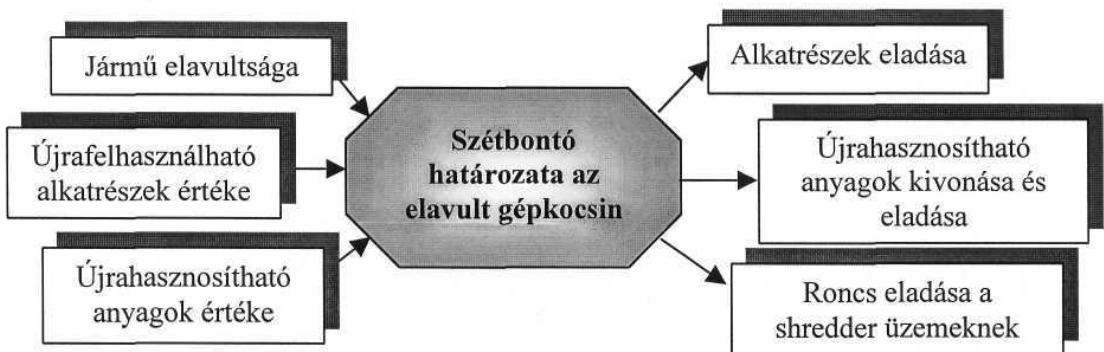 Jármű elavultsága
Újrafelhasználható
alkatrészek értéke
Újrahasznosítható
anyagok értéke
Szétbontó
határozata az
elavult gépkocsin
Alkatrészek eladása
Újrahasznosítható
anyagok kivonása és
eladása
Roncs eladása a
shredder üzemeknek